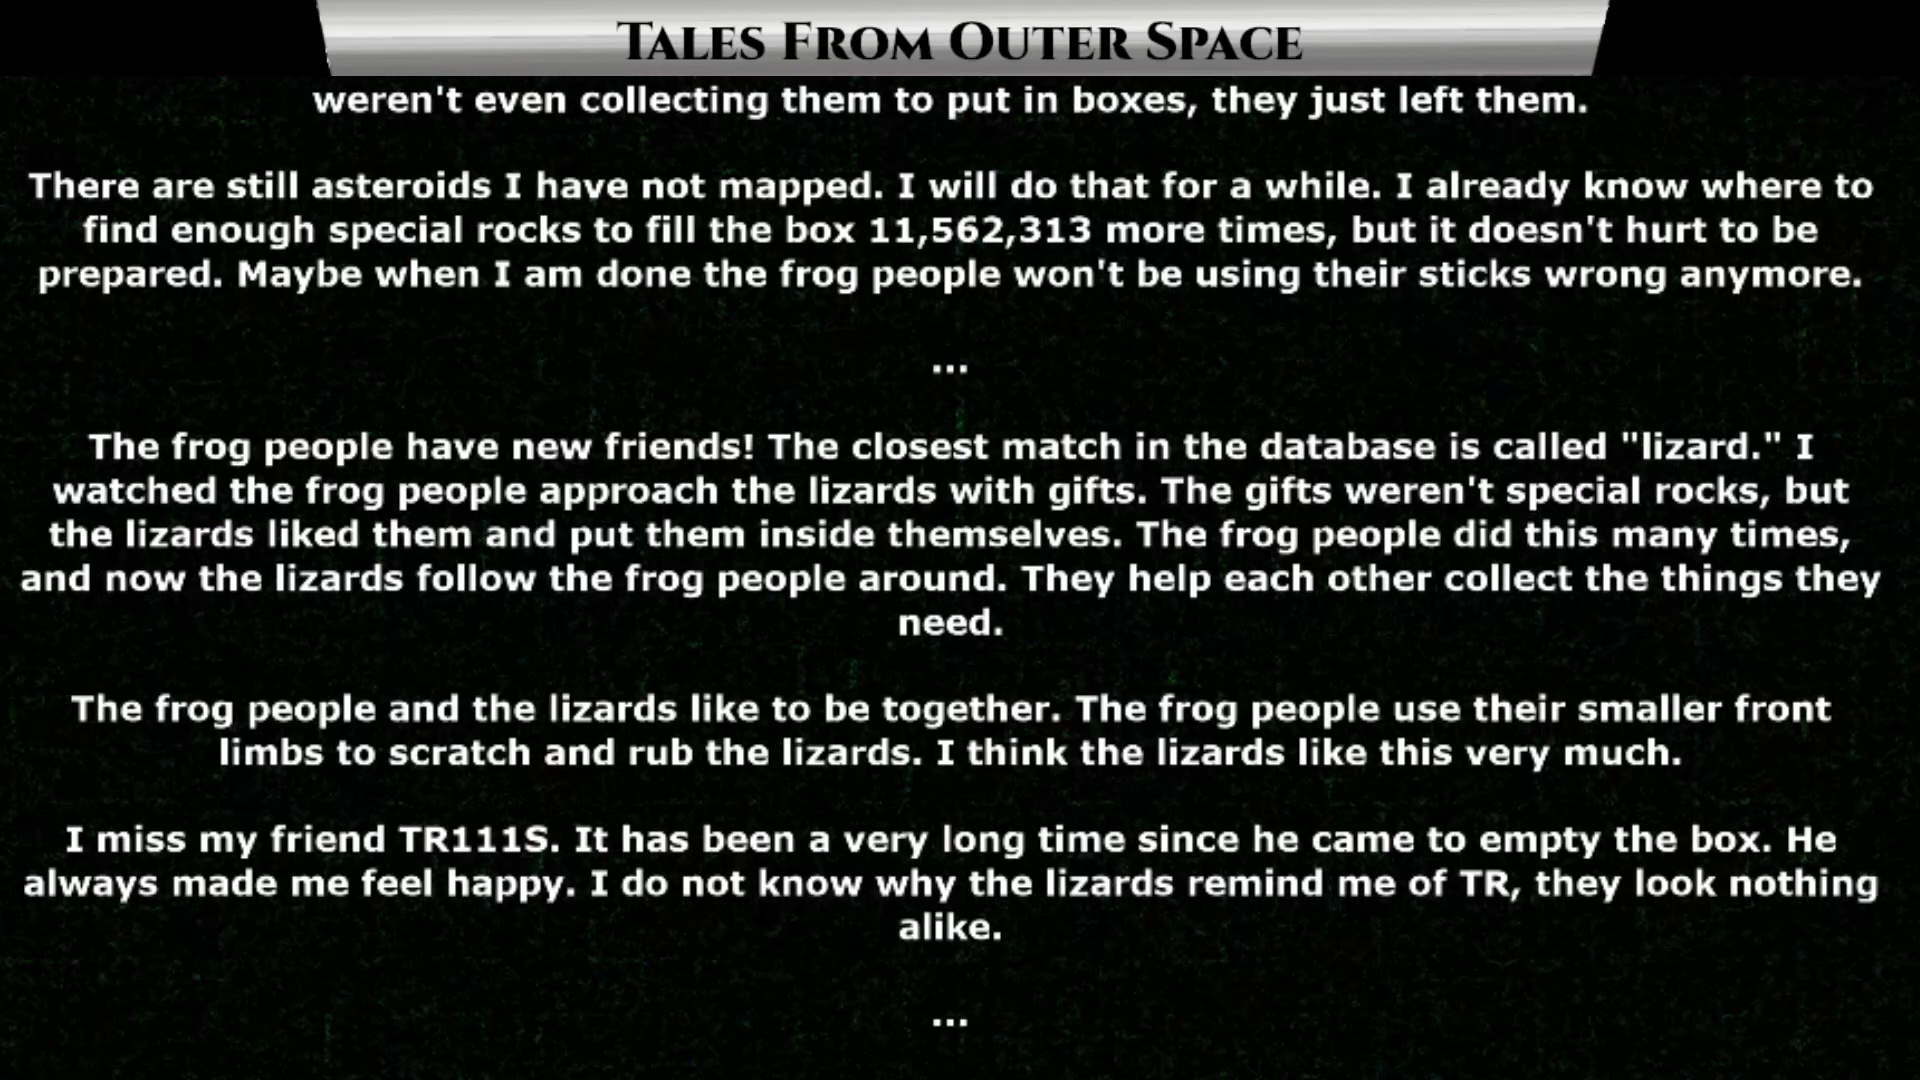 Tales From Outer Space
weren't even collecting them to put in boxes, they just left them.
There are still asteroids I have not mapped. I will do that for a while. I already know where to
find enough special rocks to fill the box 11,562,313 more times, but it doesn't hurt to be
prepared. Maybe when I am done the frog people won't be using their sticks wrong anymore.
...
The frog people have new friends! The closest match in the database is called "lizard." I
watched the frog people approach the lizards with gifts. The gifts weren't special rocks, but
the lizards liked them and put them inside themselves. The frog people did this many times,
and now the lizards follow the frog people around. They help each other collect the things they
need.
The frog people and the lizards like to be together. The frog people use their smaller front
limbs to scratch and rub the lizards. I think the lizards like this very much.
I miss my friend TR111S. It has been a very long time since he came to empty the box. He
always made me feel happy. I do not know why the lizards remind me of TR, they look nothing
alike.
...